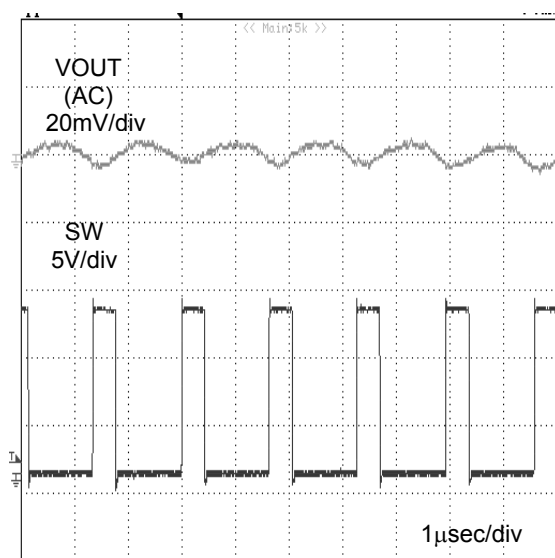 << Main:5k >>
VOUT
(AC)
20mV/div
SW
5V/div
1μsec/div